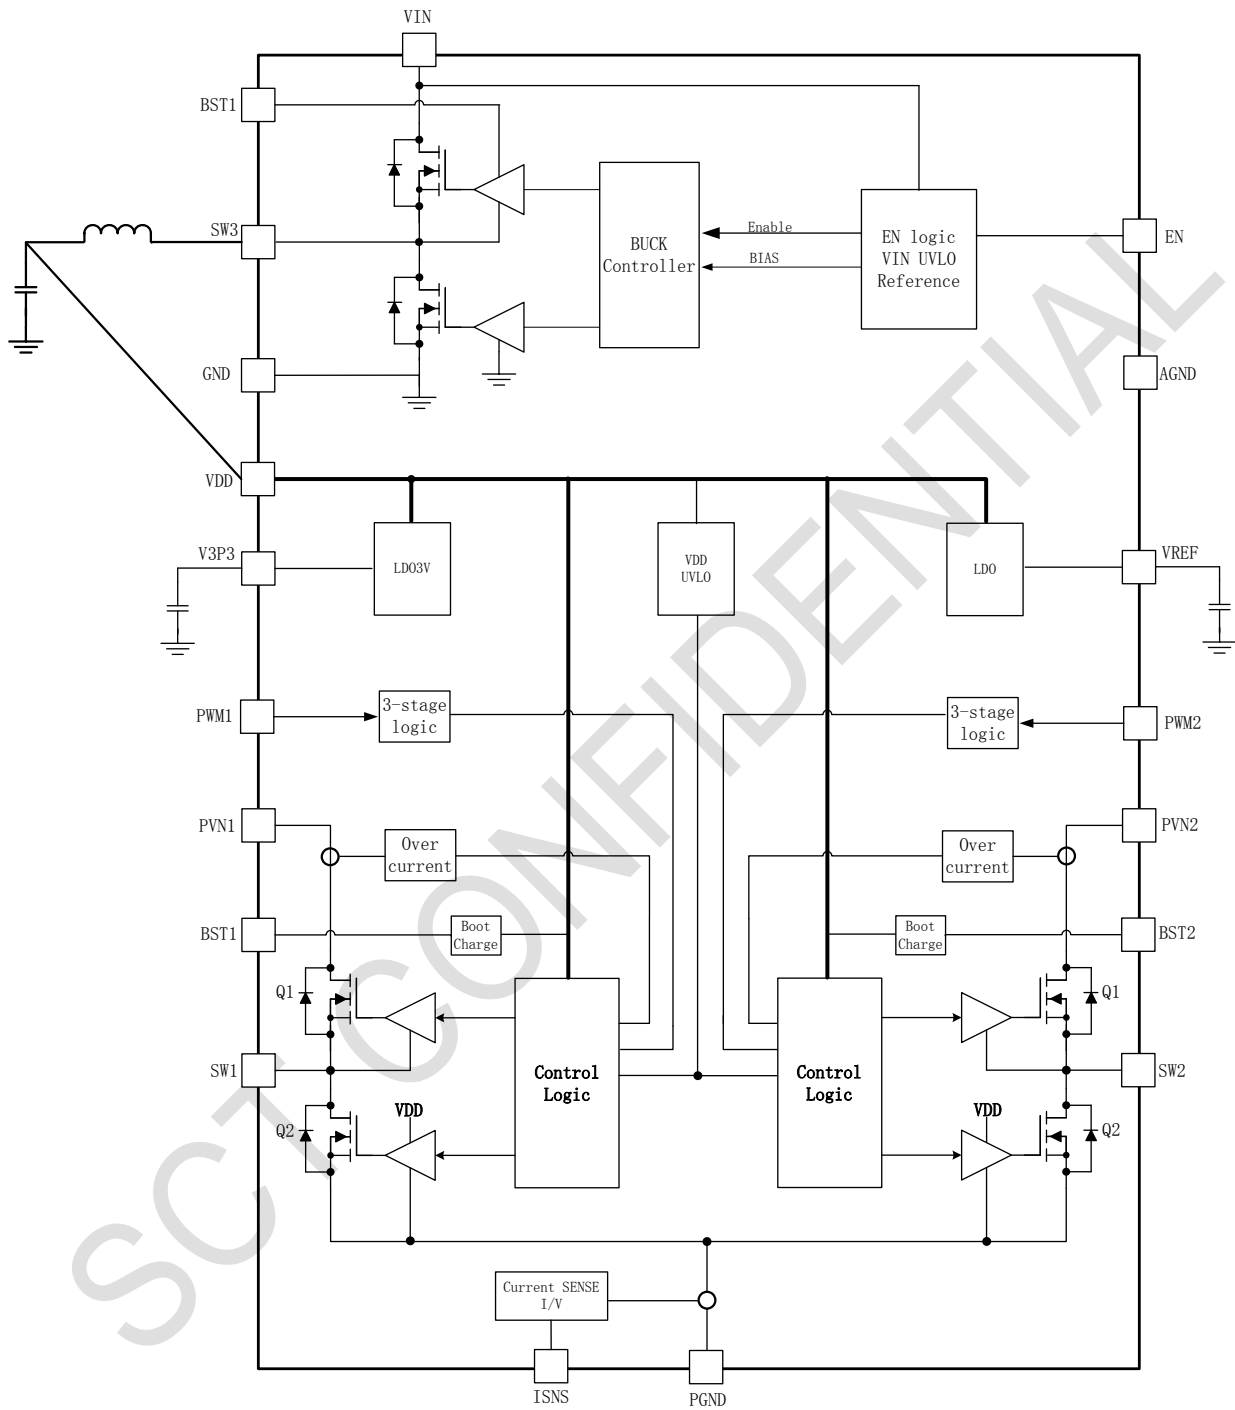 VIN
BST1
SW3
BUCK
Controller
Enable
BIAS
EN logic
VIN UVLO
Reference
EN
GND
AGND
VDD
V3P3
LDO3V
VDD
UVLO
LDO
VREF
PWM1
3-stage
logic
3-stage
logic
PWM2
PVN1
Over
current
Over
current
PVN2
BST1
Boot
Charge
Boot
Charge
BST2
Q1
Q1
SW1
Control
Logic
Control
Logic
SW2
Q2
VDD
VDD
Q2
Current SENSE
I/V
ISNS
PGND
SCT CONFIDENTIAL